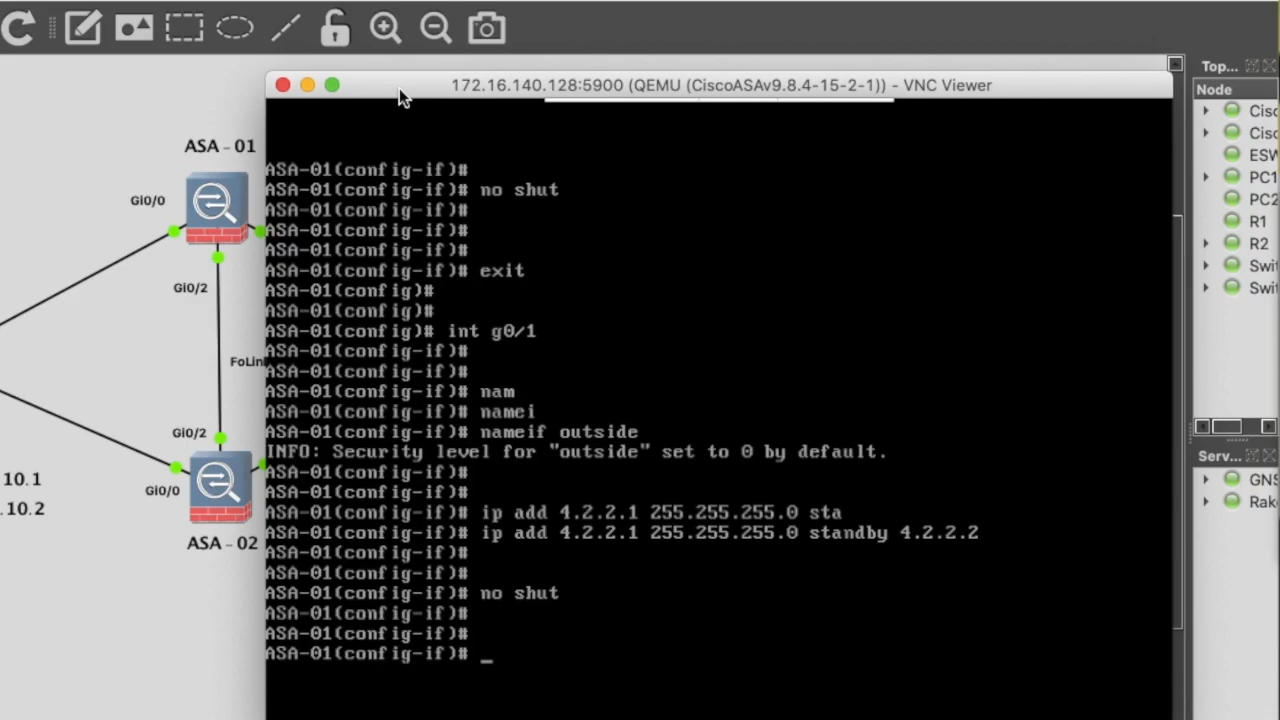 172.16.140.128:5900 (QEMU (CiscoASAv9.8.4-15-2-1)) - VNC Viewer
ASA-01(config-if)#
ASA-01(config-if)# no shut
ASA-01(config-if)#
ASA-01(config-if)#
ASA-01(config-if)#
ASA-01(config-if)# exit
ASA-01(config)#
ASA-01(config)#
ASA-01(config)# int g0/1
ASA-01(config-if)#
ASA-01(config-if)#
ASA-01(config-if)# nam
ASA-01(config-if)# namei
ASA-01(config-if)# nameif outside
INFO: Security level for "outside" set to 0 by default.
ASA-01(config-if)#
ASA-01(config-if)#
ASA-01(config-if)# ip add 4.2.2.1 255.255.255.0 sta
ASA-01(config-if)# ip add 4.2.2.1 255.255.255.0 standby 4.2.2.2
ASA-01(config-if)#
ASA-01(config-if)#
ASA-01(config-if)# no shut
ASA-01(config-if)#
ASA-01(config-if)#
ASA-01(config-if)# _
ASA - 01
Gi0/0
Gi0/2
FoLin
Gi0/2
10.1
Gi0/0
.10.2
ASA - 02
Top...
Node
Cisc
Cisc
ESW
PC1
PC2
R1
R2
Swit
Swit
Serv...
GNS
Rak